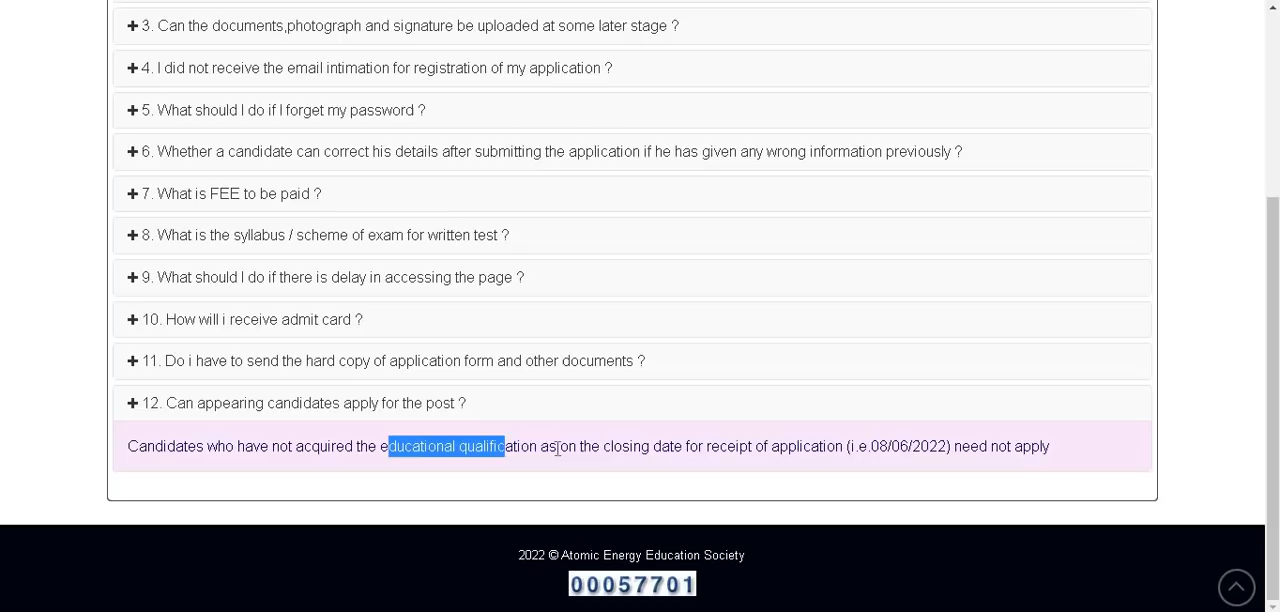 3. Can the documents,photograph and signature be uploaded at some later stage ?
4. I did not receive the email intimation for registration of my application ?
5. What should I do if I forget my password ?
6. Whether a candidate can correct his details after submitting the application if he has given any wrong information previously ?
7. What is FEE to be paid ?
8. What is the syllabus / scheme of exam for written test ?
9. What should I do if there is delay in accessing the page ?
10. How will i receive admit card ?
11. Do i have to send the hard copy of application form and other documents ?
12. Can appearing candidates apply for the post ?
Candidates who have not acquired the educational qualification as on the closing date for receipt of application (i.e.08/06/2022) need not apply
2022 © Atomic Energy Education Society
00057701